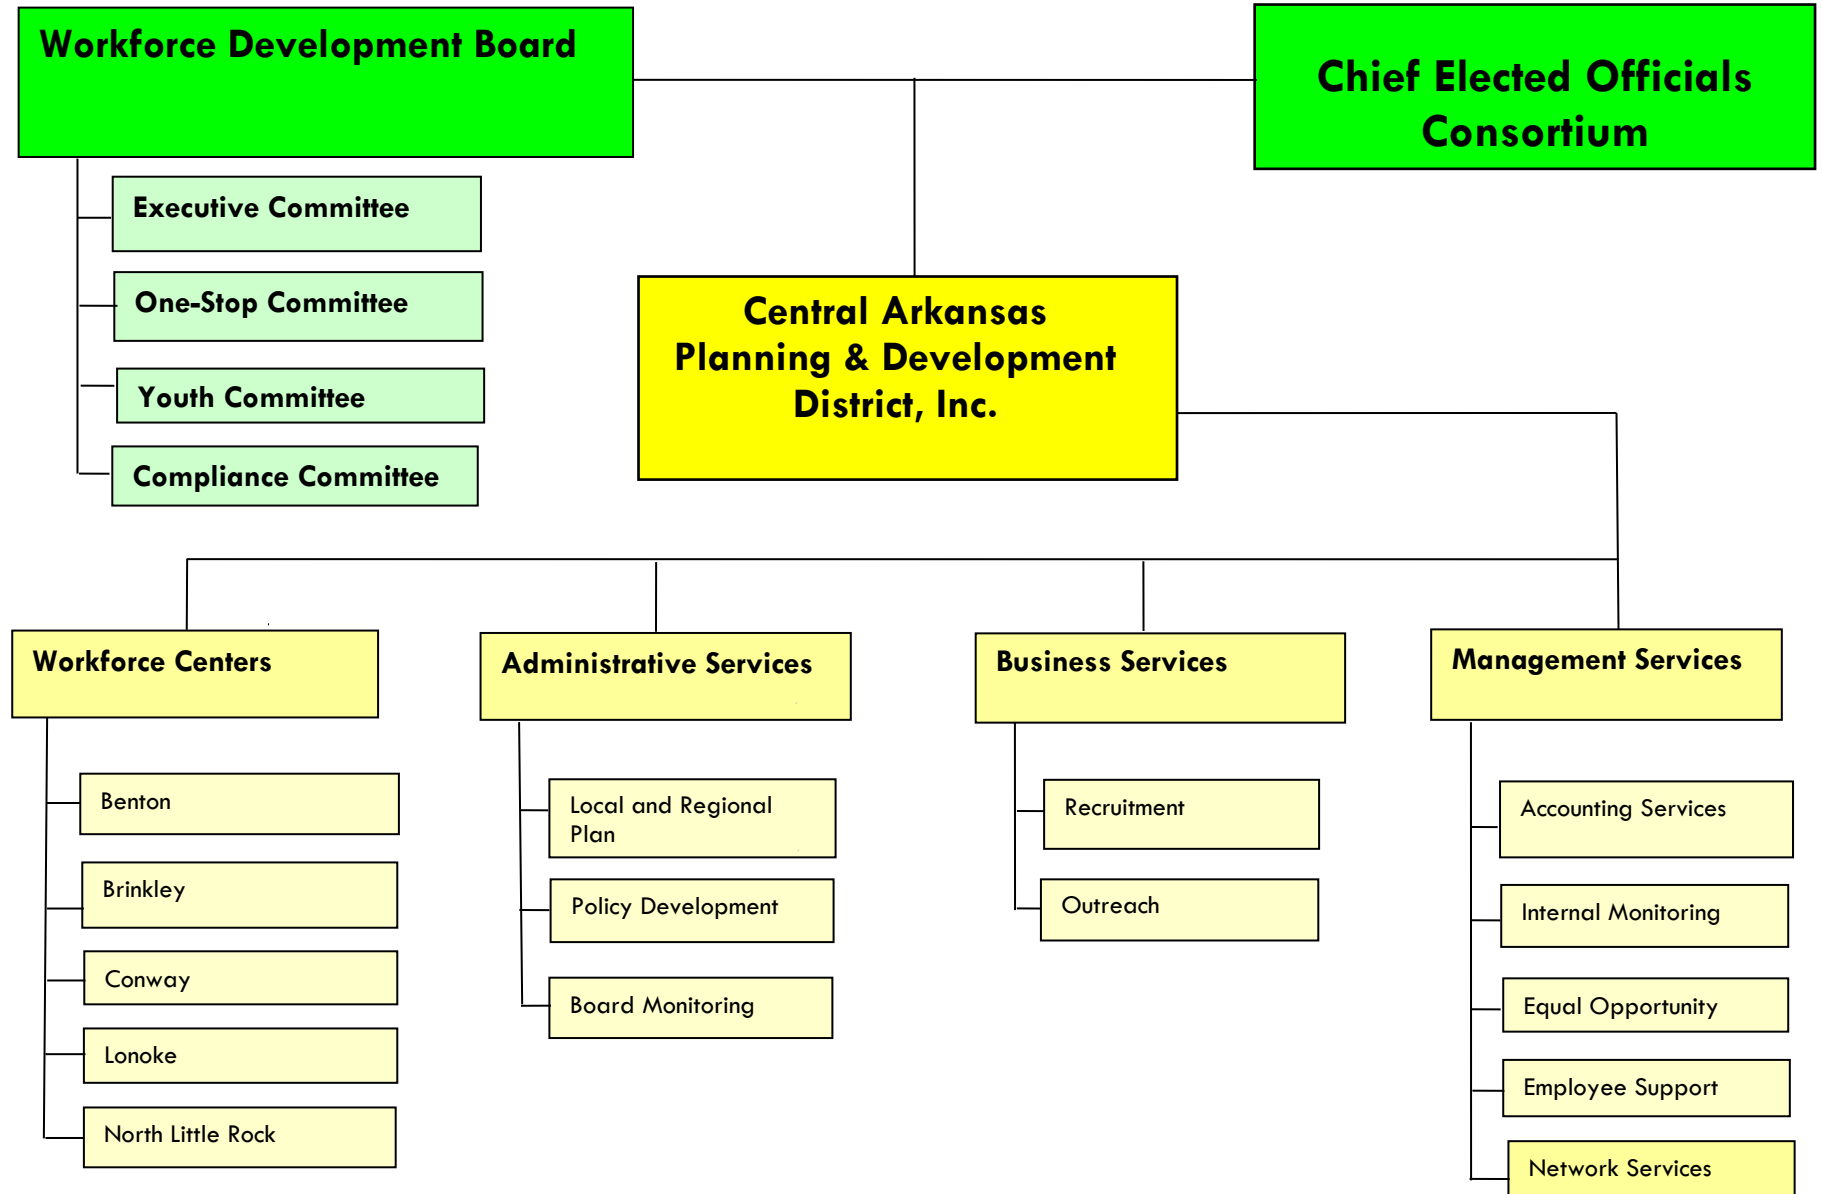 Workforce Development Board
Chief Elected Officials
Consortium
Executive Committee
One-Stop Committee
Youth Committee
Compliance Committee
Central Arkansas
Planning & Development
District, Inc.
Workforce Centers
Benton
Brinkley
Conway
Lonoke
North Little Rock
Administrative Services
Local and Regional
Plan
Policy Development
Board Monitoring
Business Services
Recruitment
Outreach
Management Services
Accounting Services
Internal Monitoring
Equal Opportunity
Employee Support
Network Services